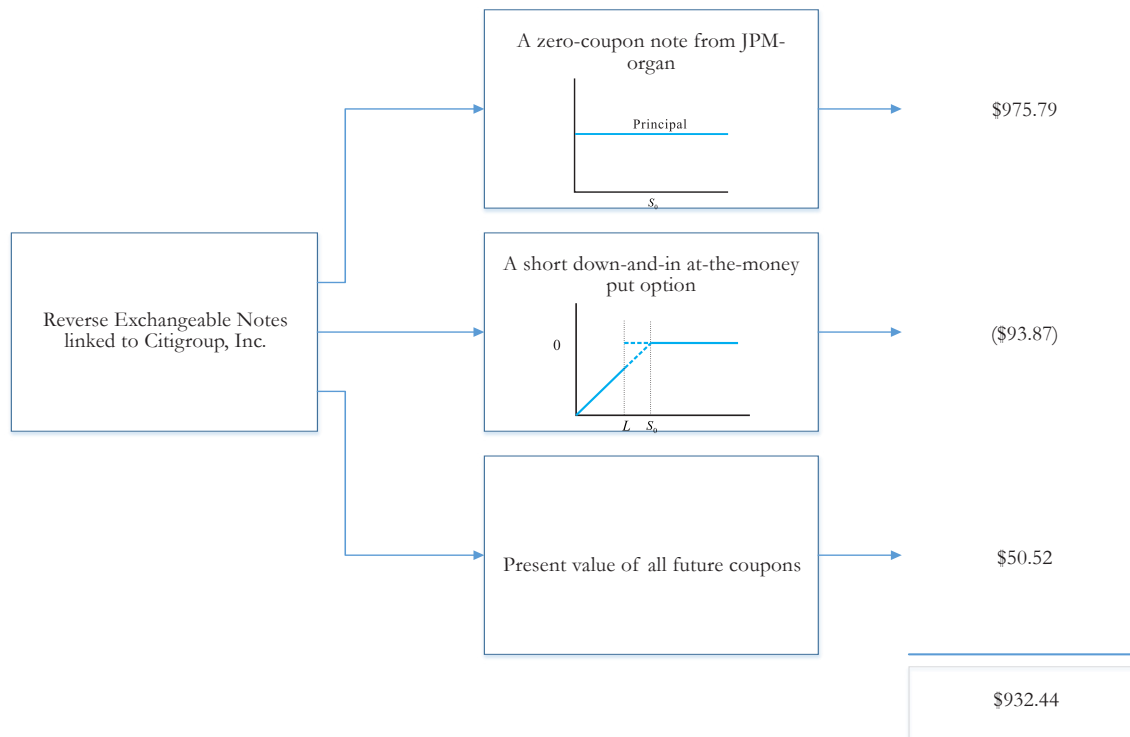 A zero-coupon note from JPM-
organ
Principal
S₀
$975.79
Reverse Exchangeable Notes
linked to Citigroup, Inc.
A short down-and-in at-the-money
put option
0
L S₀
($93.87)
Present value of all future coupons
$50.52
$932.44